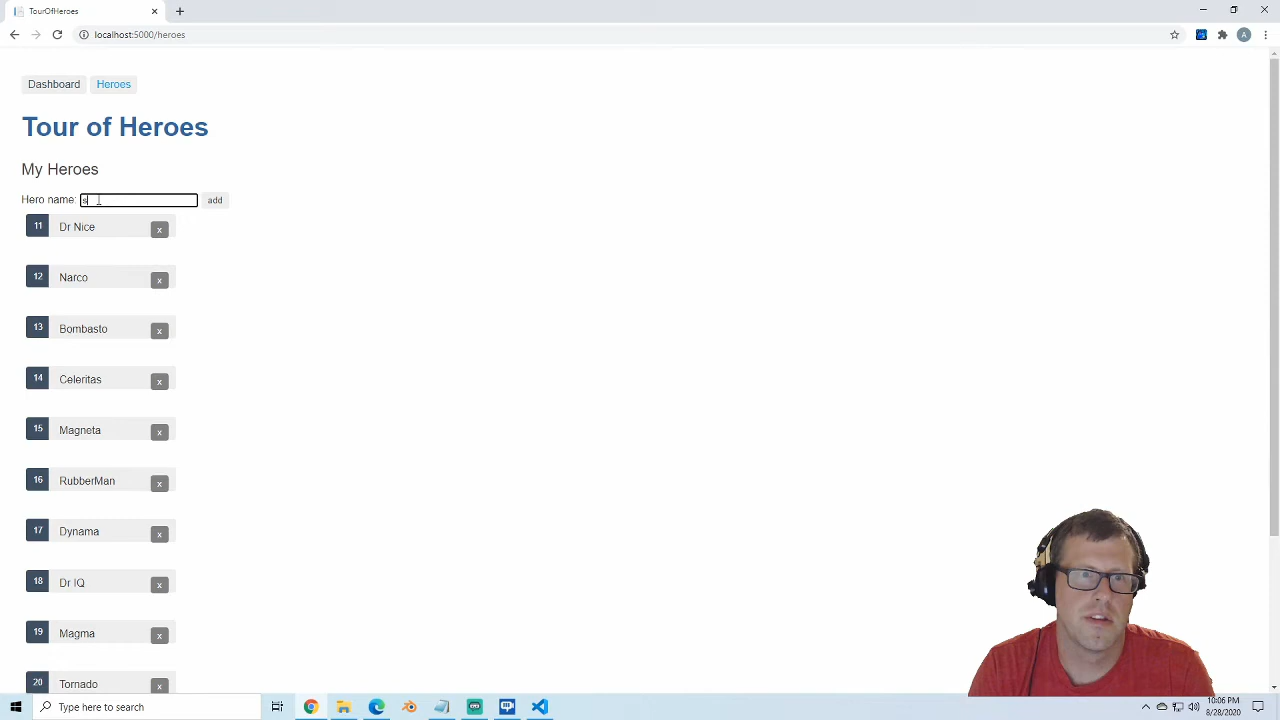 TourOfHeroes
localhost:5000/heroes
A
Dashboard Heroes
Tour of Heroes
My Heroes
Hero name: s add
11 Dr Nice x
12 Narco x
13 Bombasto x
14 Celeritas x
15 Magneta x
16 RubberMan x
17 Dynama x
18 Dr IQ x
19 Magma x
20 Tornado x
Type here to search
10:06 PM
8/28/2020